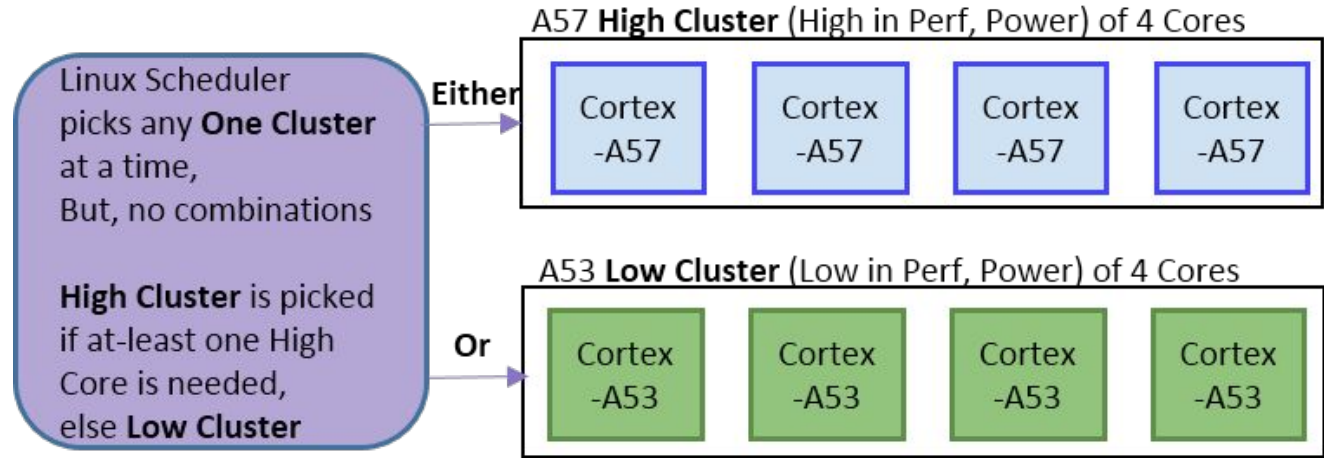 Linux Scheduler
picks any One Cluster
at a time,
But, no combinations
High Cluster is picked
if at-least one High
Core is needed,
else Low Cluster
Either
Or
A57 High Cluster (High in Perf, Power) of 4 Cores
Cortex
-A57
Cortex
-A57
Cortex
-A57
Cortex
-A57
A53 Low Cluster (Low in Perf, Power) of 4 Cores
Cortex
-A53
Cortex
-A53
Cortex
-A53
Cortex
-A53